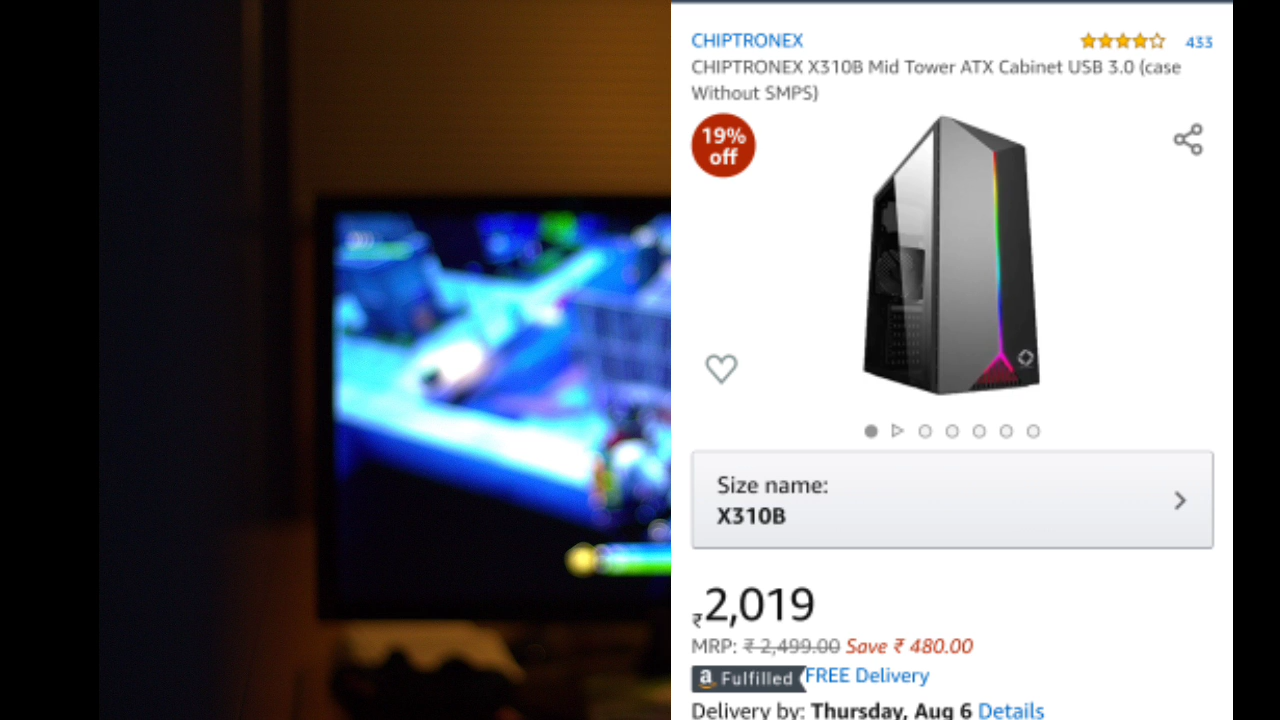 CHIPTRONEX 433
CHIPTRONEX X310B Mid Tower ATX Cabinet USB 3.0 (case
Without SMPS)
19%
off
Size name:
X310B
₹2,019
MRP: ₹ 2,499.00 Save ₹ 480.00
a Fulfilled FREE Delivery
Delivery by: Thursday, Aug 6 Details